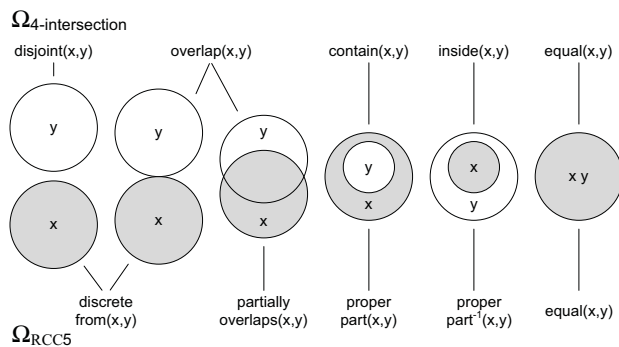 Ω4-intersection
disjoint(x,y) overlap(x,y) contain(x,y) inside(x,y) equal(x,y)
y y y y x x y
x x x x y
discrete from(x,y) partially overlaps(x,y) proper part(x,y) proper part-1(x,y) equal(x,y)
ΩRCC5